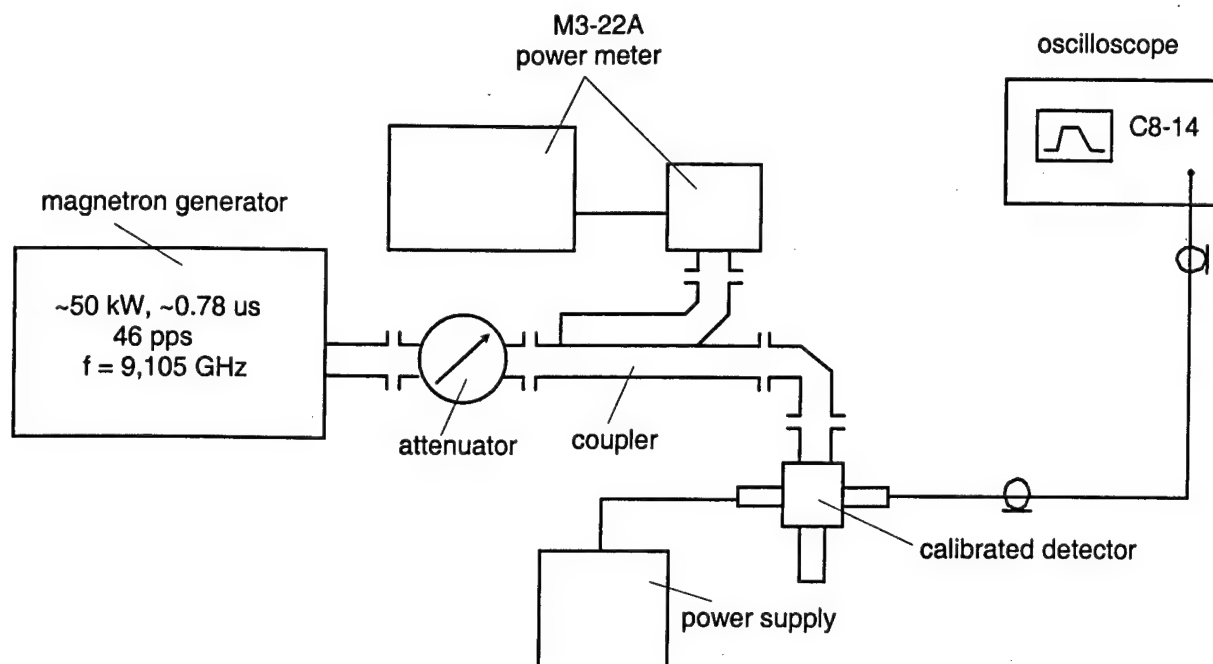 M3-22A
power meter
oscilloscope
C8-14
magnetron generator
~50 kW, ~0.78 us
46 pps
f = 9,105 GHz
attenuator
coupler
calibrated detector
power supply